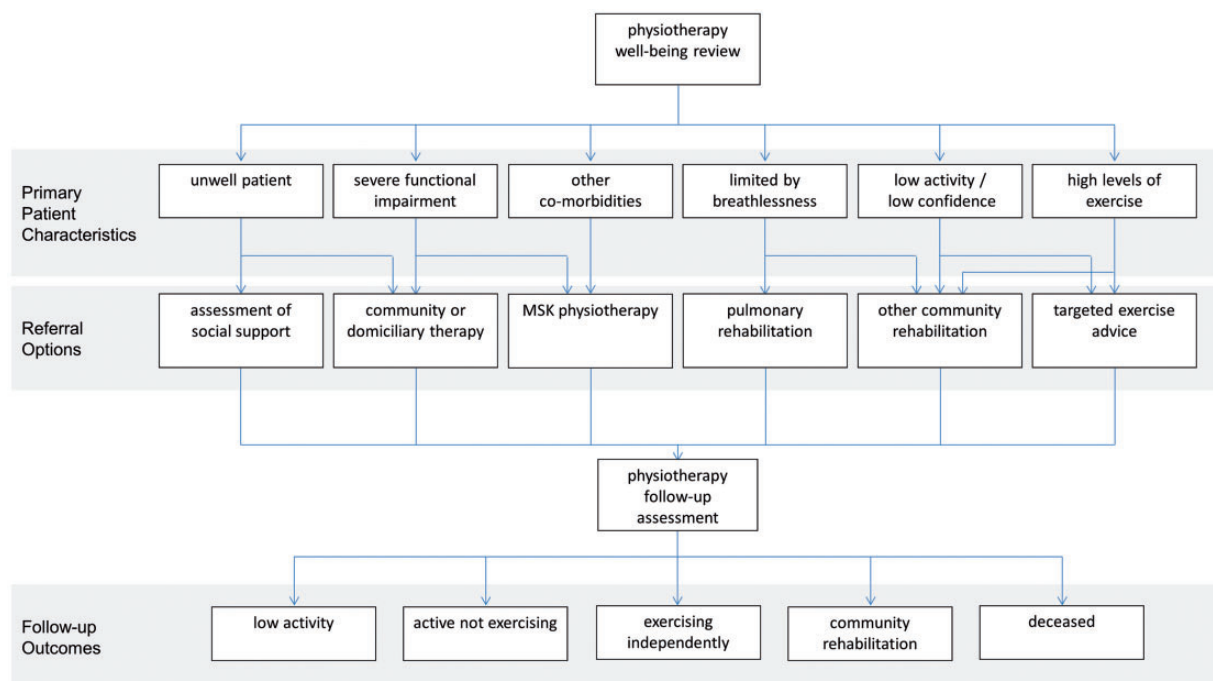 physiotherapy
well-being review
Primary
Patient
Characteristics
unwell patient
severe functional
impairment
other
co-morbidities
limited by
breathlessness
low activity /
low confidence
high levels of
exercise
Referral
Options
assessment of
social support
community or
domiciliary therapy
MSK physiotherapy
pulmonary
rehabilitation
other community
rehabilitation
targeted exercise
advice
physiotherapy
follow-up
assessment
Follow-up
Outcomes
low activity
active not exercising
exercising
independently
community
rehabilitation
deceased